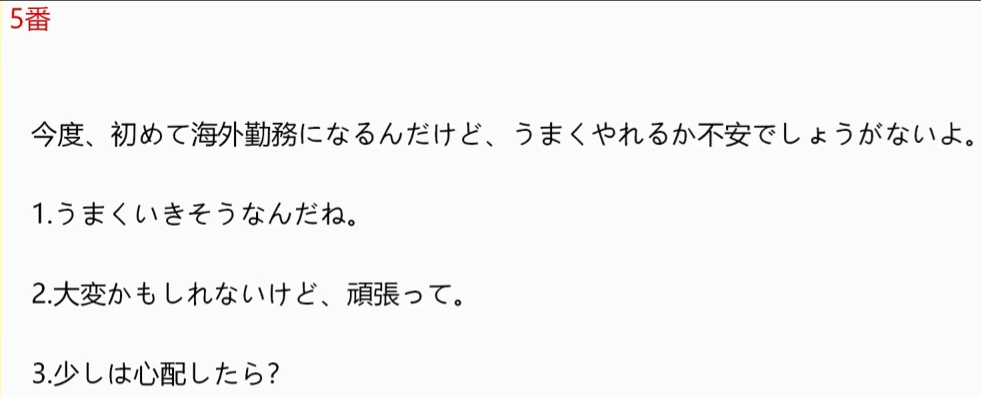 5番
今度、初めて海外勤務になるんだけど、うまくやれるか不安でしょうがないよ。
1.うまくいきそうなんだね。
2.大変かもしれないけど、頑張って。
3.少しは心配したら?